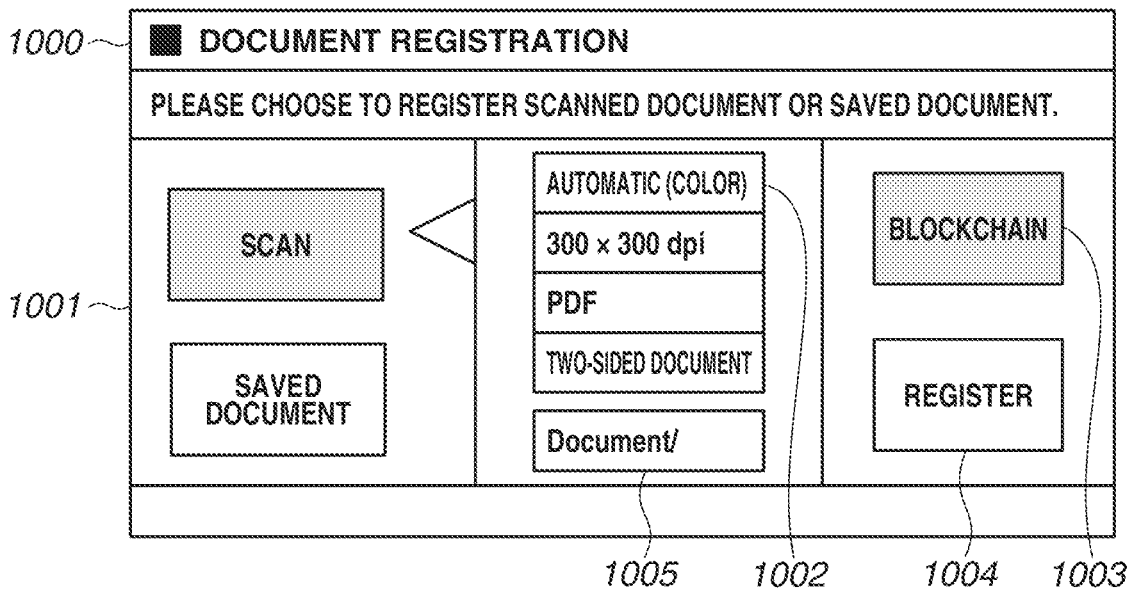 1000
DOCUMENT REGISTRATION
PLEASE CHOOSE TO REGISTER SCANNED DOCUMENT OR SAVED DOCUMENT.
1001
SCAN
SAVED
DOCUMENT
AUTOMATIC (COLOR)
300 × 300 dpi
PDF
TWO-SIDED DOCUMENT
Document/
BLOCKCHAIN
REGISTER
1005
1002
1004
1003